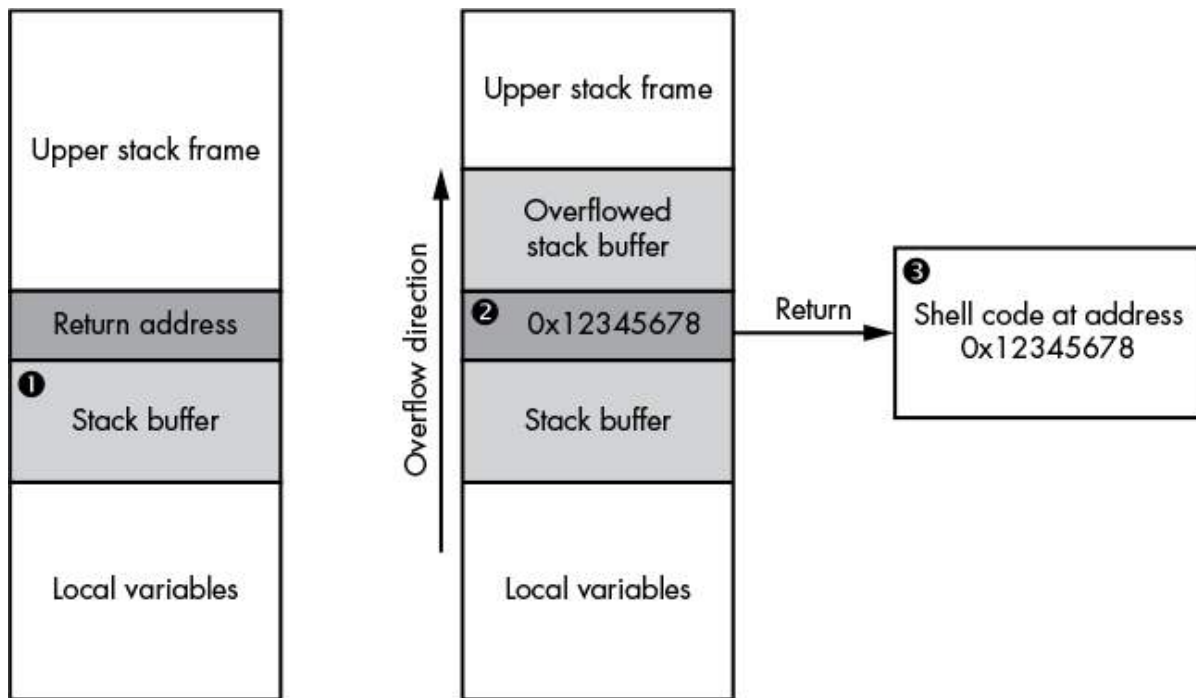 Upper stack frame
Return address
❶
Stack buffer
Local variables
Overflow direction
Upper stack frame
Overflowed
stack buffer
❷ 0x12345678
Stack buffer
Local variables
Return
❸
Shell code at address
0x12345678